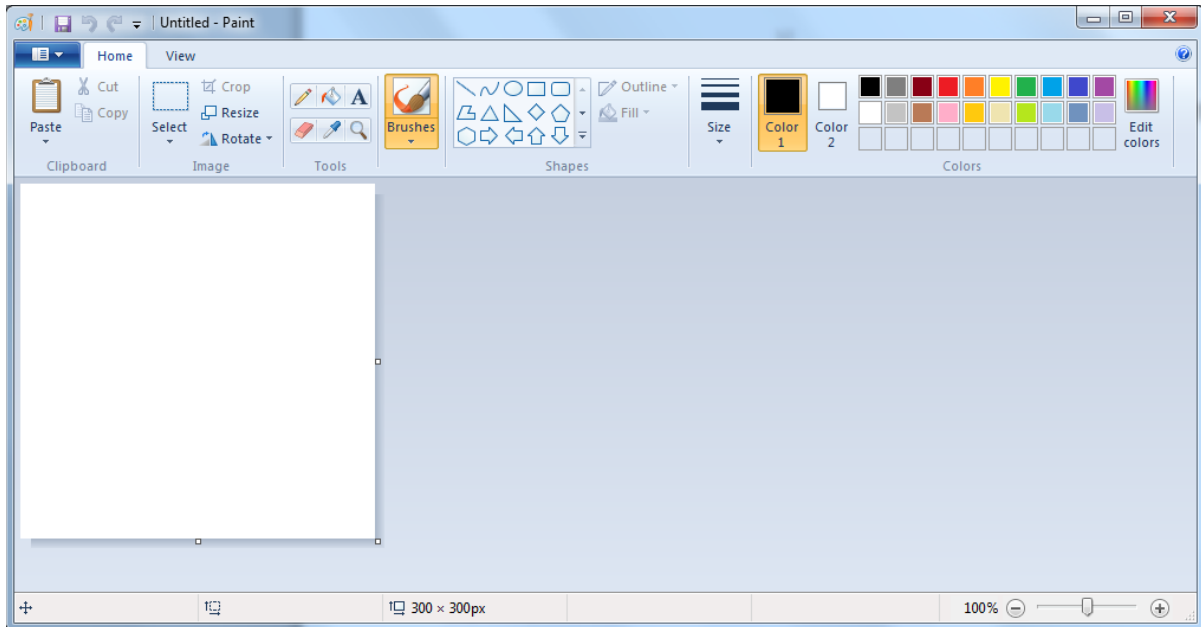 Untitled - Paint
Home View
Cut
Copy
Paste
Clipboard
Select
Crop
Resize
Rotate
Image
A
Tools
Brushes
Outline
Fill
Shapes
Size
Color 1
Color 2
Edit colors
Colors
300 × 300px
100%